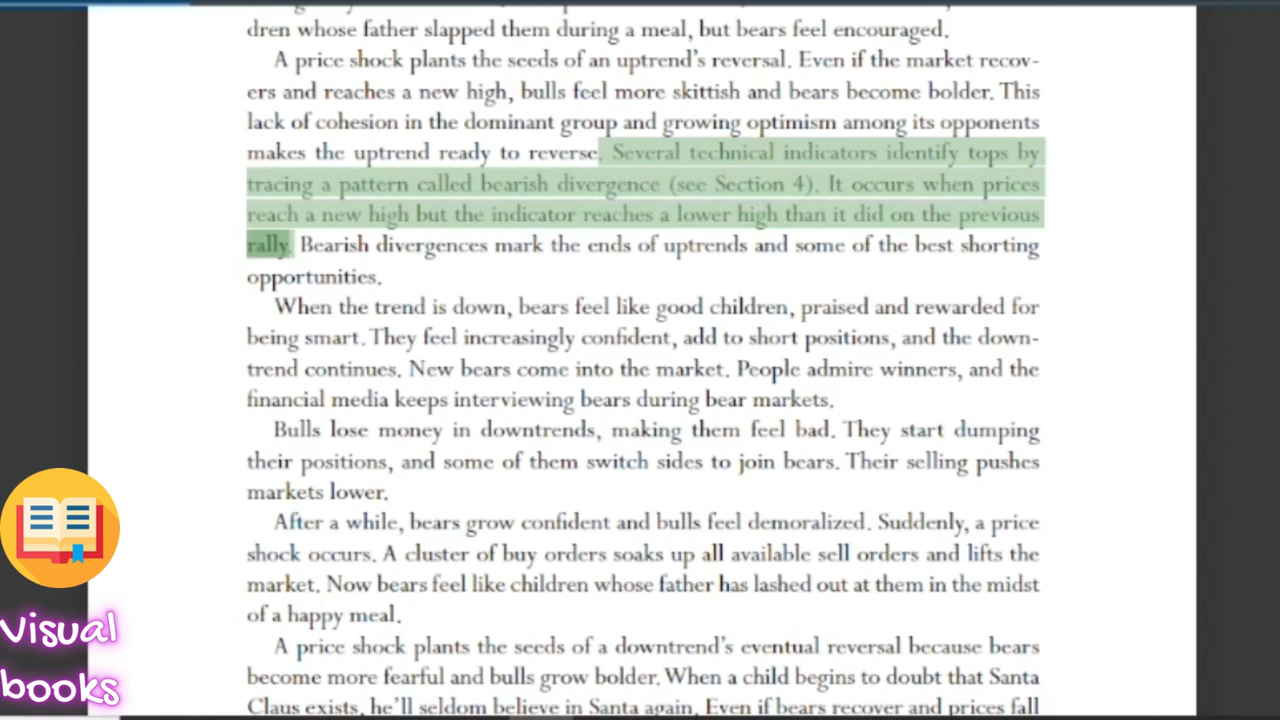 dren whose father slapped them during a meal, but bears feel encouraged.
A price shock plants the seeds of an uptrend's reversal. Even if the market recov-
ers and reaches a new high, bulls feel more skittish and bears become bolder. This
lack of cohesion in the dominant group and growing optimism among its opponents
makes the uptrend ready to reverse. Several technical indicators identify tops by
tracing a pattern called bearish divergence (see Section 4). It occurs when prices
reach a new high but the indicator reaches a lower high than it did on the previous
rally. Bearish divergences mark the ends of uptrends and some of the best shorting
opportunities.
When the trend is down, bears feel like good children, praised and rewarded for
being smart. They feel increasingly confident, add to short positions, and the down-
trend continues. New bears come into the market. People admire winners, and the
financial media keeps interviewing bears during bear markets.
Bulls lose money in downtrends, making them feel bad. They start dumping
their positions, and some of them switch sides to join bears. Their selling pushes
markets lower.
After a while, bears grow confident and bulls feel demoralized. Suddenly, a price
shock occurs. A cluster of buy orders soaks up all available sell orders and lifts the
market. Now bears feel like children whose father has lashed out at them in the midst
of a happy meal.
A price shock plants the seeds of a downtrend's eventual reversal because bears
become more fearful and bulls grow bolder. When a child begins to doubt that Santa
Claus exists, he'll seldom believe in Santa again. Even if bears recover and prices fall
Visual
books